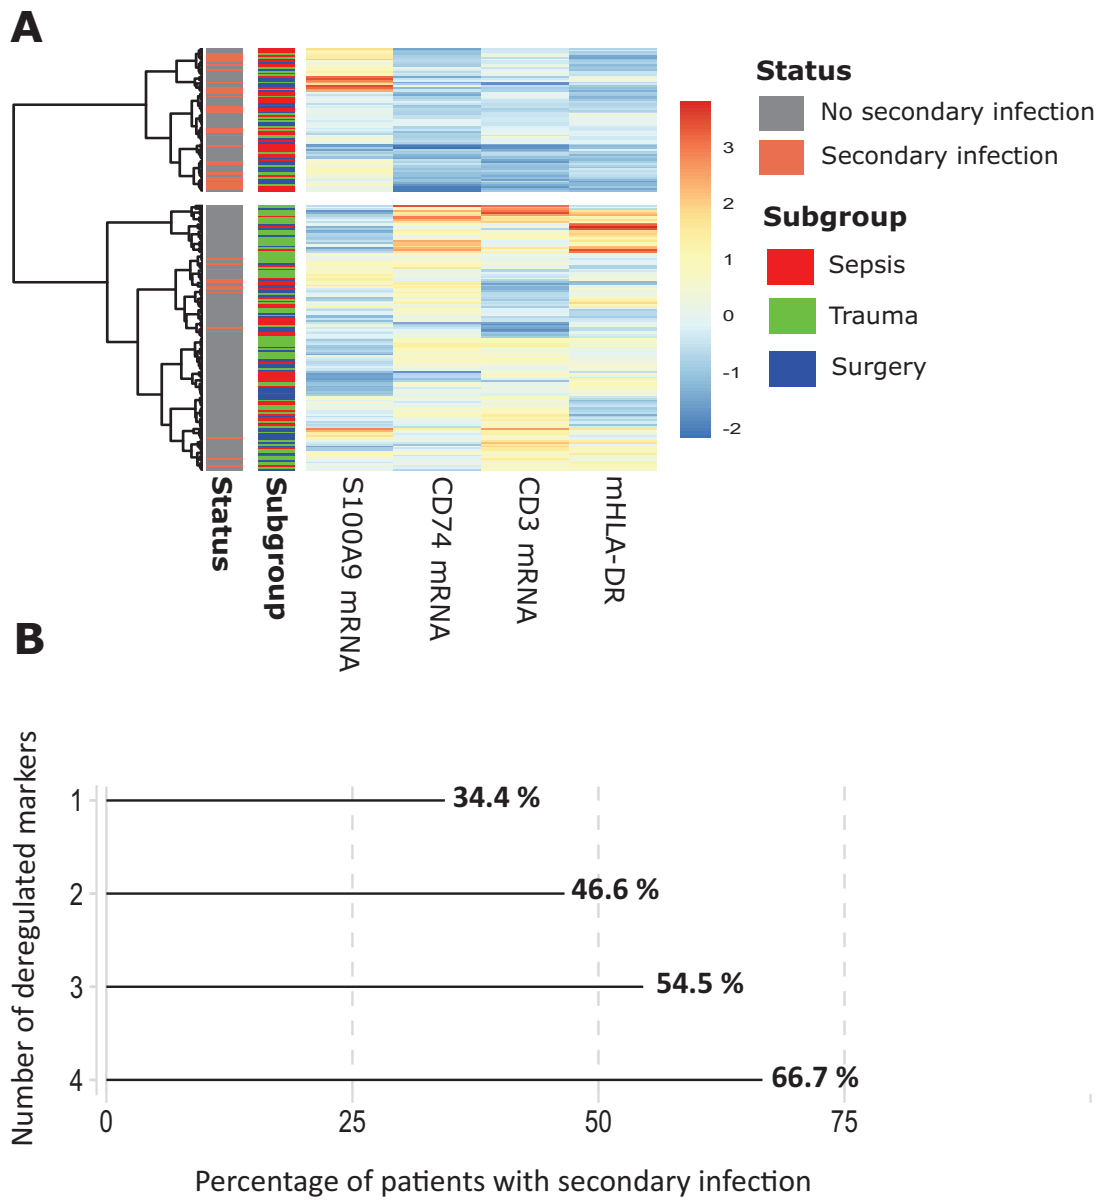 A
Status
No secondary infection
Secondary infection
Subgroup
Sepsis
Trauma
Surgery
3
2
1
0
-1
-2
Status
Subgroup
S100A9 mRNA
CD74 mRNA
CD3 mRNA
mHLA-DR
B
Number of deregulated markers
1
34.4 %
2
46.6 %
3
54.5 %
4
66.7 %
0
25
50
75
Percentage of patients with secondary infection